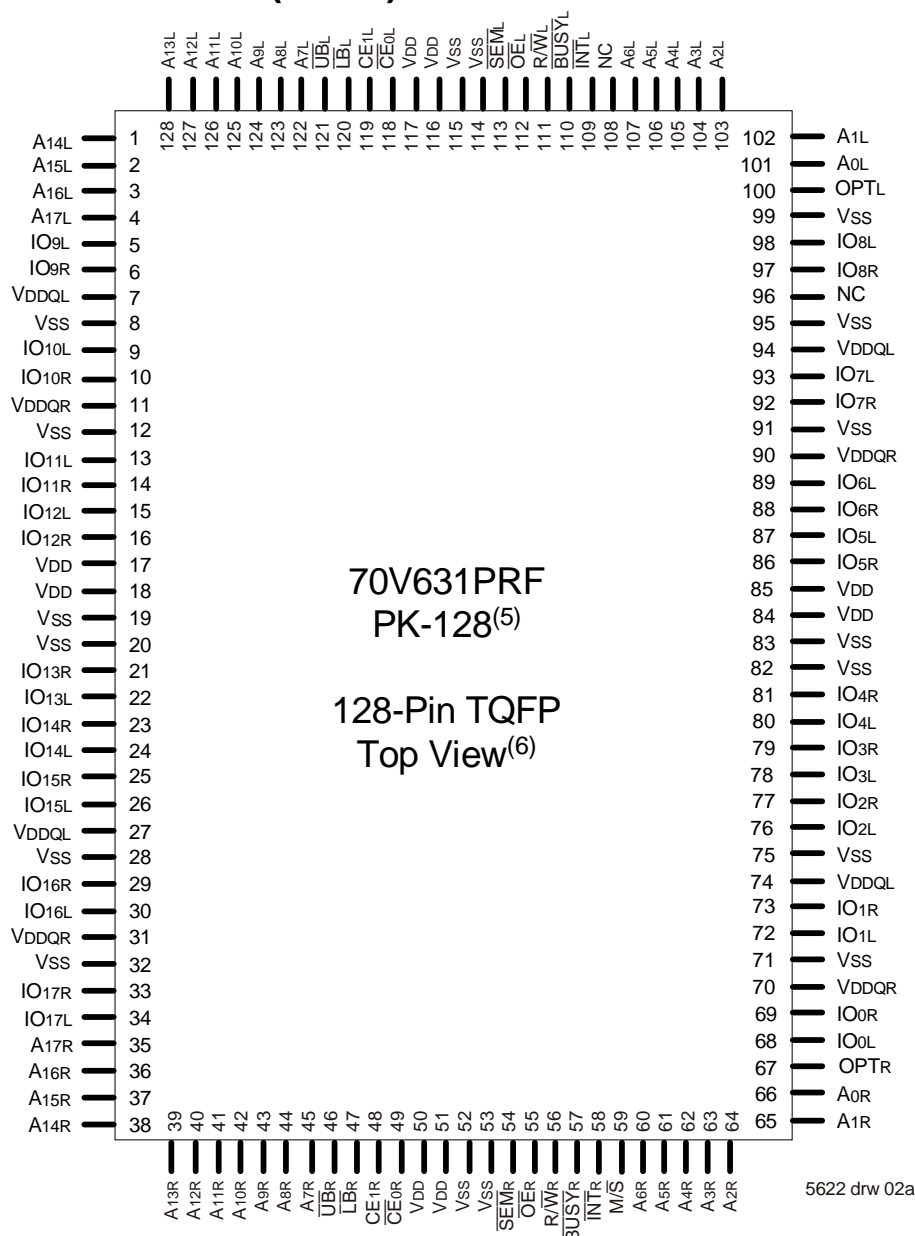 A13L A12L A11L A10L A9L A8L A7L UBL LBL CE1L CE0L VDD VDD VSS VSS SEML OEL R/WL BUSYL INTL NC A6L A5L A4L A3L A2L
128 127 126 125 124 123 122 121 120 119 118 117 116 115 114 113 112 111 110 109 108 107 106 105 104 103
A14L 1 102 A1L
A15L 2 101 A0L
A16L 3 100 OPTL
A17L 4 99 VSS
IO9L 5 98 IO8L
IO9R 6 97 IO8R
VDDQL 7 96 NC
VSS 8 95 VSS
IO10L 9 94 VDDQL
IO10R 10 93 IO7L
VDDQR 11 92 IO7R
VSS 12 91 VSS
IO11L 13 90 VDDQR
IO11R 14 89 IO6L
IO12L 15 88 IO6R
IO12R 16 87 IO5L
VDD 17 86 IO5R
VDD 18 85 VDD
VSS 19 84 VDD
VSS 20 83 VSS
IO13R 21 82 VSS
IO13L 22 81 IO4R
IO14R 23 80 IO4L
IO14L 24 79 IO3R
IO15R 25 78 IO3L
IO15L 26 77 IO2R
VDDQL 27 76 IO2L
VSS 28 75 VSS
IO16R 29 74 VDDQL
IO16L 30 73 IO1R
VDDQR 31 72 IO1L
VSS 32 71 VSS
IO17R 33 70 VDDQR
IO17L 34 69 IO0R
A17R 35 68 IO0L
A16R 36 67 OPTR
A15R 37 66 A0R
A14R 38 65 A1R
70V631PRF
PK-128(5)
128-Pin TQFP
Top View(6)
39 40 41 42 43 44 45 46 47 48 49 50 51 52 53 54 55 56 57 58 59 60 61 62 63 64
A13R A12R A11R A10R A9R A8R A7R UBR LBR CE1R CE0R VDD VDD VSS VSS SEMR OER R/WR BUSYR INTR M/S A6R A5R A4R A3R A2R
5622 drw 02a